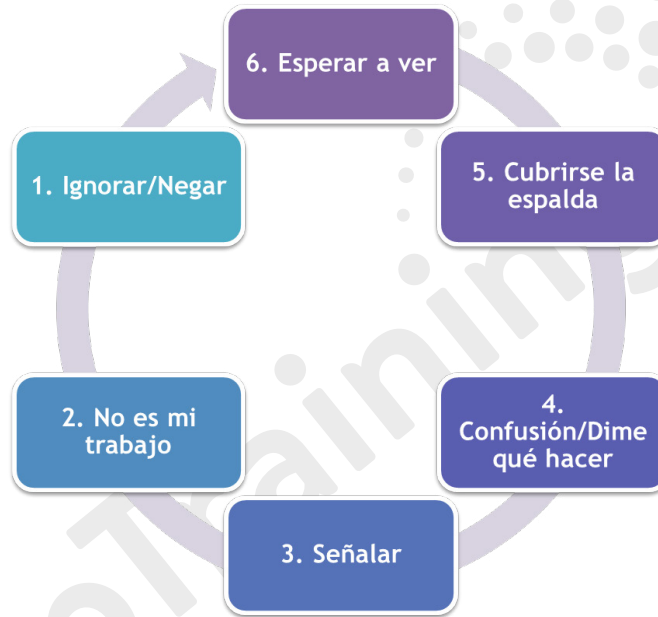 6. Esperar a ver
1. Ignorar/Negar
5. Cubrirse la
espalda
2. No es mi
trabajo
4.
Confusión/Dime
qué hacer
3. Señalar